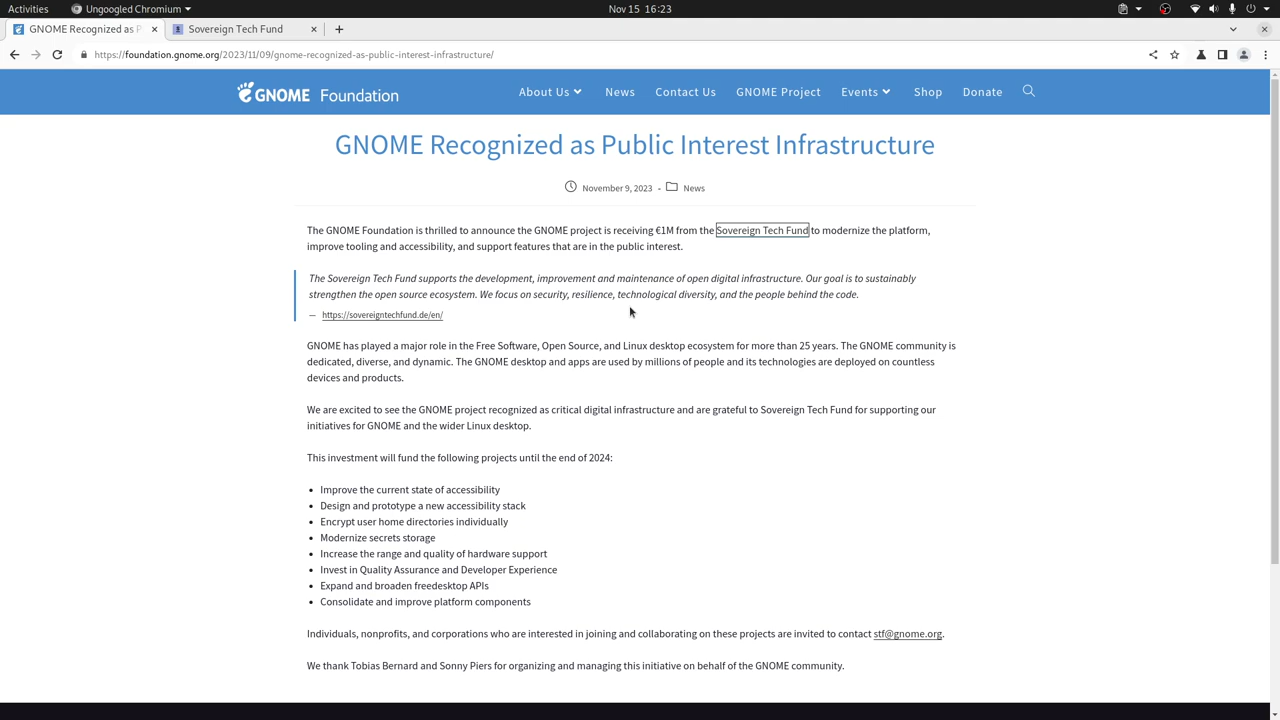 Activities
Ungoogled Chromium
Nov 15 16:23
GNOME Recognized as P
Sovereign Tech Fund
https://foundation.gnome.org/2023/11/09/gnome-recognized-as-public-interest-infrastructure/
GNOME Foundation
About Us
News
Contact Us
GNOME Project
Events
Shop
Donate
GNOME Recognized as Public Interest Infrastructure
November 9, 2023 - News
The GNOME Foundation is thrilled to announce the GNOME project is receiving €1M from the Sovereign Tech Fund to modernize the platform,
improve tooling and accessibility, and support features that are in the public interest.
The Sovereign Tech Fund supports the development, improvement and maintenance of open digital infrastructure. Our goal is to sustainably
strengthen the open source ecosystem. We focus on security, resilience, technological diversity, and the people behind the code.
— https://sovereigntechfund.de/en/
GNOME has played a major role in the Free Software, Open Source, and Linux desktop ecosystem for more than 25 years. The GNOME community is
dedicated, diverse, and dynamic. The GNOME desktop and apps are used by millions of people and its technologies are deployed on countless
devices and products.
We are excited to see the GNOME project recognized as critical digital infrastructure and are grateful to Sovereign Tech Fund for supporting our
initiatives for GNOME and the wider Linux desktop.
This investment will fund the following projects until the end of 2024:
• Improve the current state of accessibility
• Design and prototype a new accessibility stack
• Encrypt user home directories individually
• Modernize secrets storage
• Increase the range and quality of hardware support
• Invest in Quality Assurance and Developer Experience
• Expand and broaden freedesktop APIs
• Consolidate and improve platform components
Individuals, nonprofits, and corporations who are interested in joining and collaborating on these projects are invited to contact stf@gnome.org.
We thank Tobias Bernard and Sonny Piers for organizing and managing this initiative on behalf of the GNOME community.